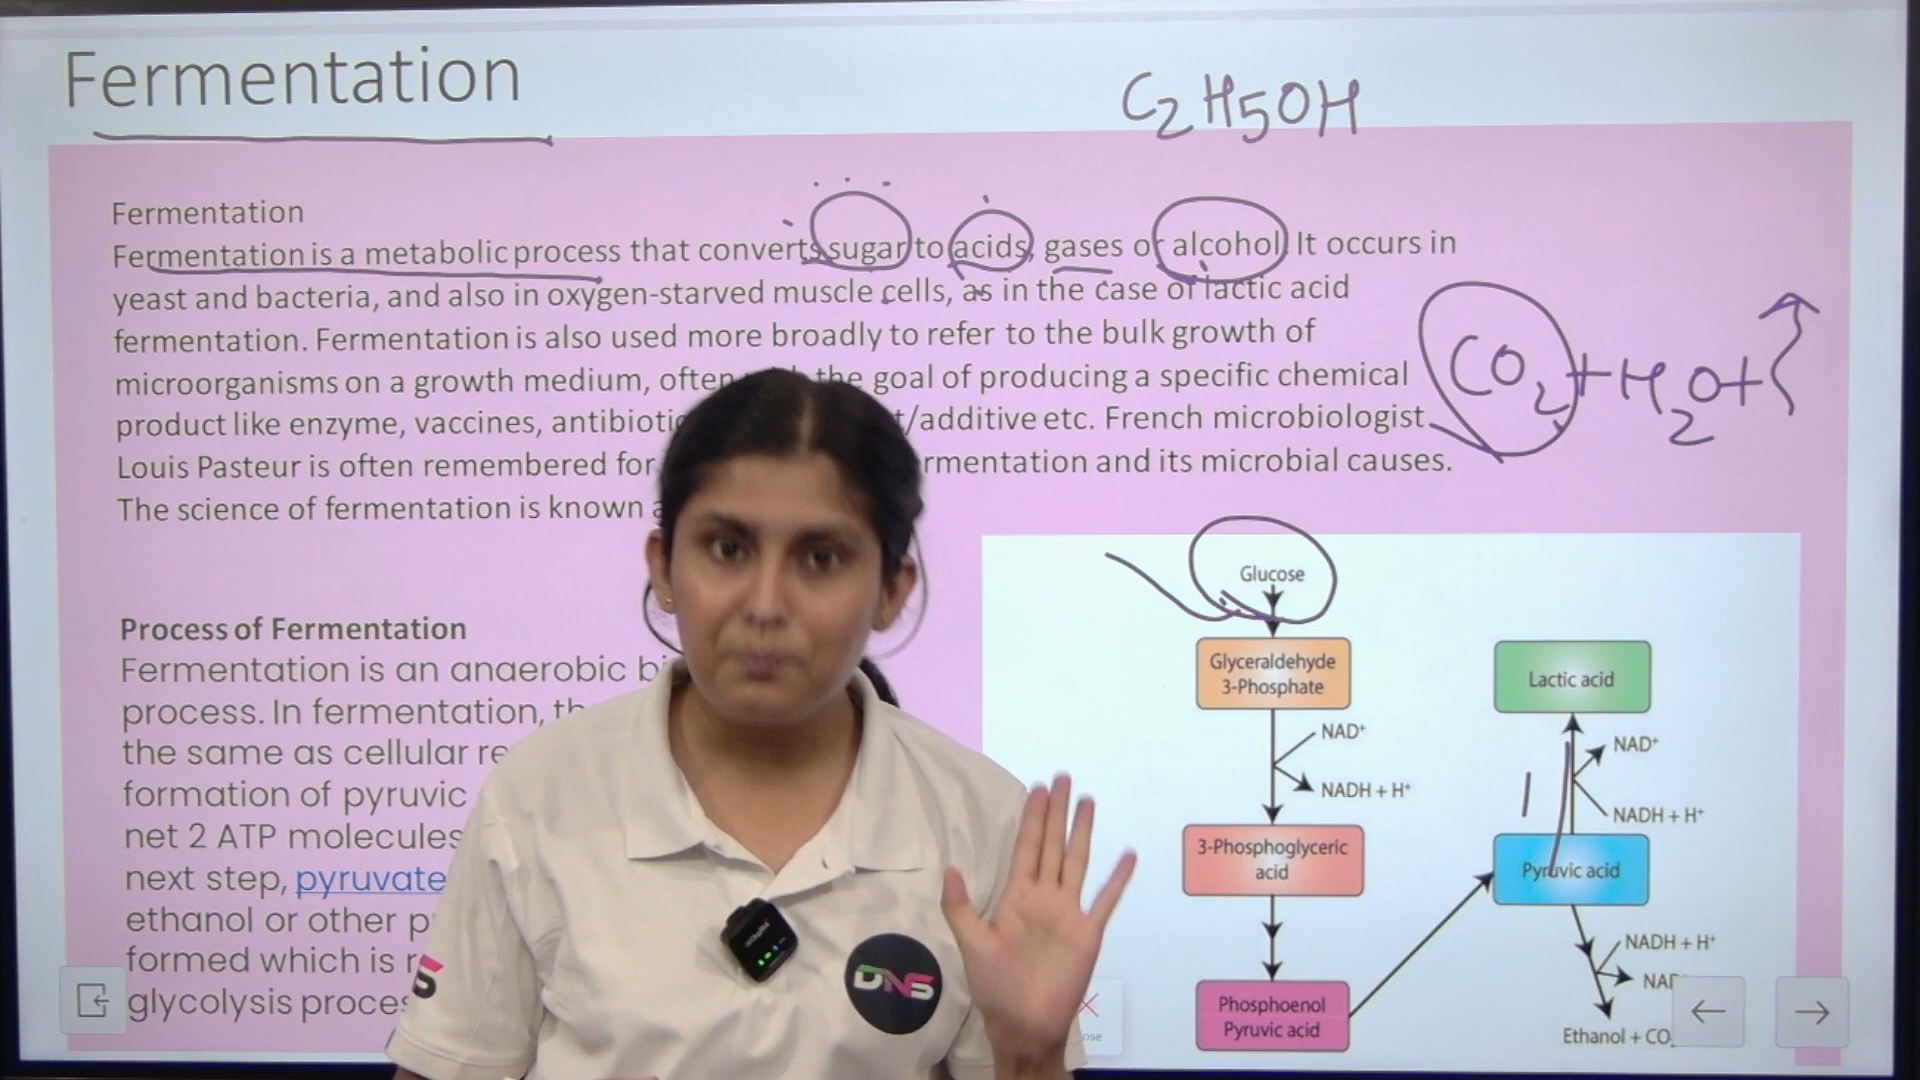 Fermentation
C2H5OH
Fermentation
Fermentation is a metabolic process that converts sugar to acids, gases or alcohol. It occurs in
yeast and bacteria, and also in oxygen-starved muscle cells, as in the case of lactic acid
fermentation. Fermentation is also used more broadly to refer to the bulk growth of
microorganisms on a growth medium, often the goal of producing a specific chemical
product like enzyme, vaccines, /additive etc. French microbiologist
Louis Pasteur is often remembered for and its microbial causes.
The science of fermentation is known
CO2+H2O+
Process of Fermentation
Fermentation is an anaerobic
process. In fermentation,
the same as cellular
formation of pyruvic
net 2 ATP molecules
next step, pyruvate
ethanol or other
formed which is
glycolysis
Glucose
Glyceraldehyde
3-Phosphate
NAD+
NADH + H+
3-Phosphoglyceric
acid
Phosphoenol
Pyruvic acid
Lactic acid
NAD+
NADH + H+
Pyruvic acid
NADH + H+
Ethanol + CO
DNS